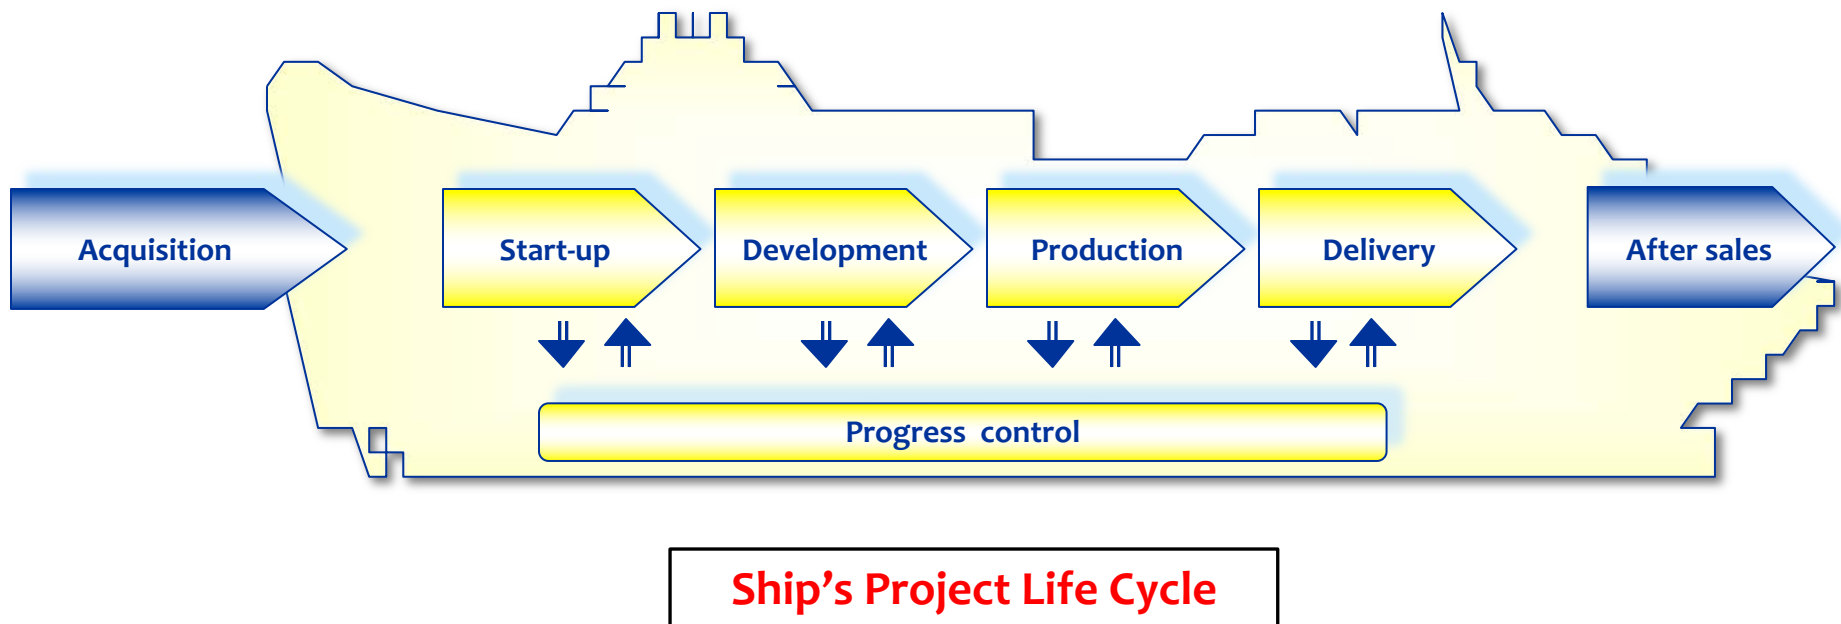 Acquisition
Start-up
Development
Production
Delivery
After sales
Progress control
Ship’s Project Life Cycle